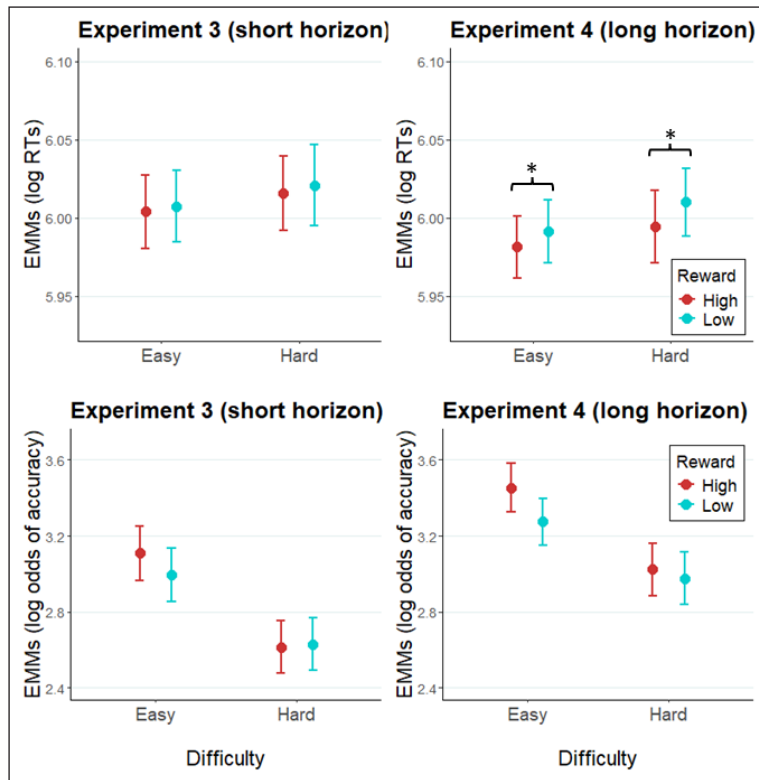 Experiment 3 (short horizon)
Experiment 4 (long horizon)
EMMs (log RTs)
6.10
6.05
6.00
5.95
Easy
Hard
EMMs (log RTs)
6.10
6.05
6.00
5.95
*
*
Reward
High
Low
Easy
Hard
Experiment 3 (short horizon)
Experiment 4 (long horizon)
EMMs (log odds of accuracy)
3.6
3.2
2.8
2.4
Easy
Hard
Difficulty
EMMs (log odds of accuracy)
3.6
3.2
2.8
2.4
Reward
High
Low
Easy
Hard
Difficulty